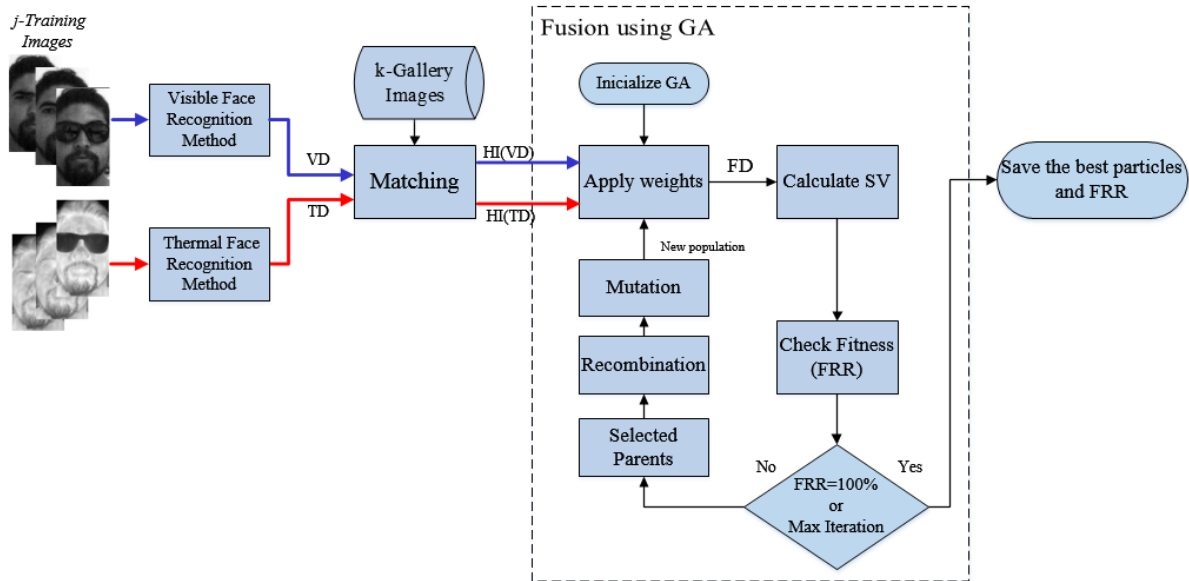 j-Training
Images
Visible Face
Recognition
Method
Thermal Face
Recognition
Method
VD
TD
k-Gallery
Images
Matching
HI(VD)
HI(TD)
Fusion using GA
Inicialize GA
Apply weights
FD
Calculate SV
New population
Mutation
Recombination
Selected
Parents
Check Fitness
(FRR)
No
Yes
FRR=100%
or
Max Iteration
Save the best particles
and FRR